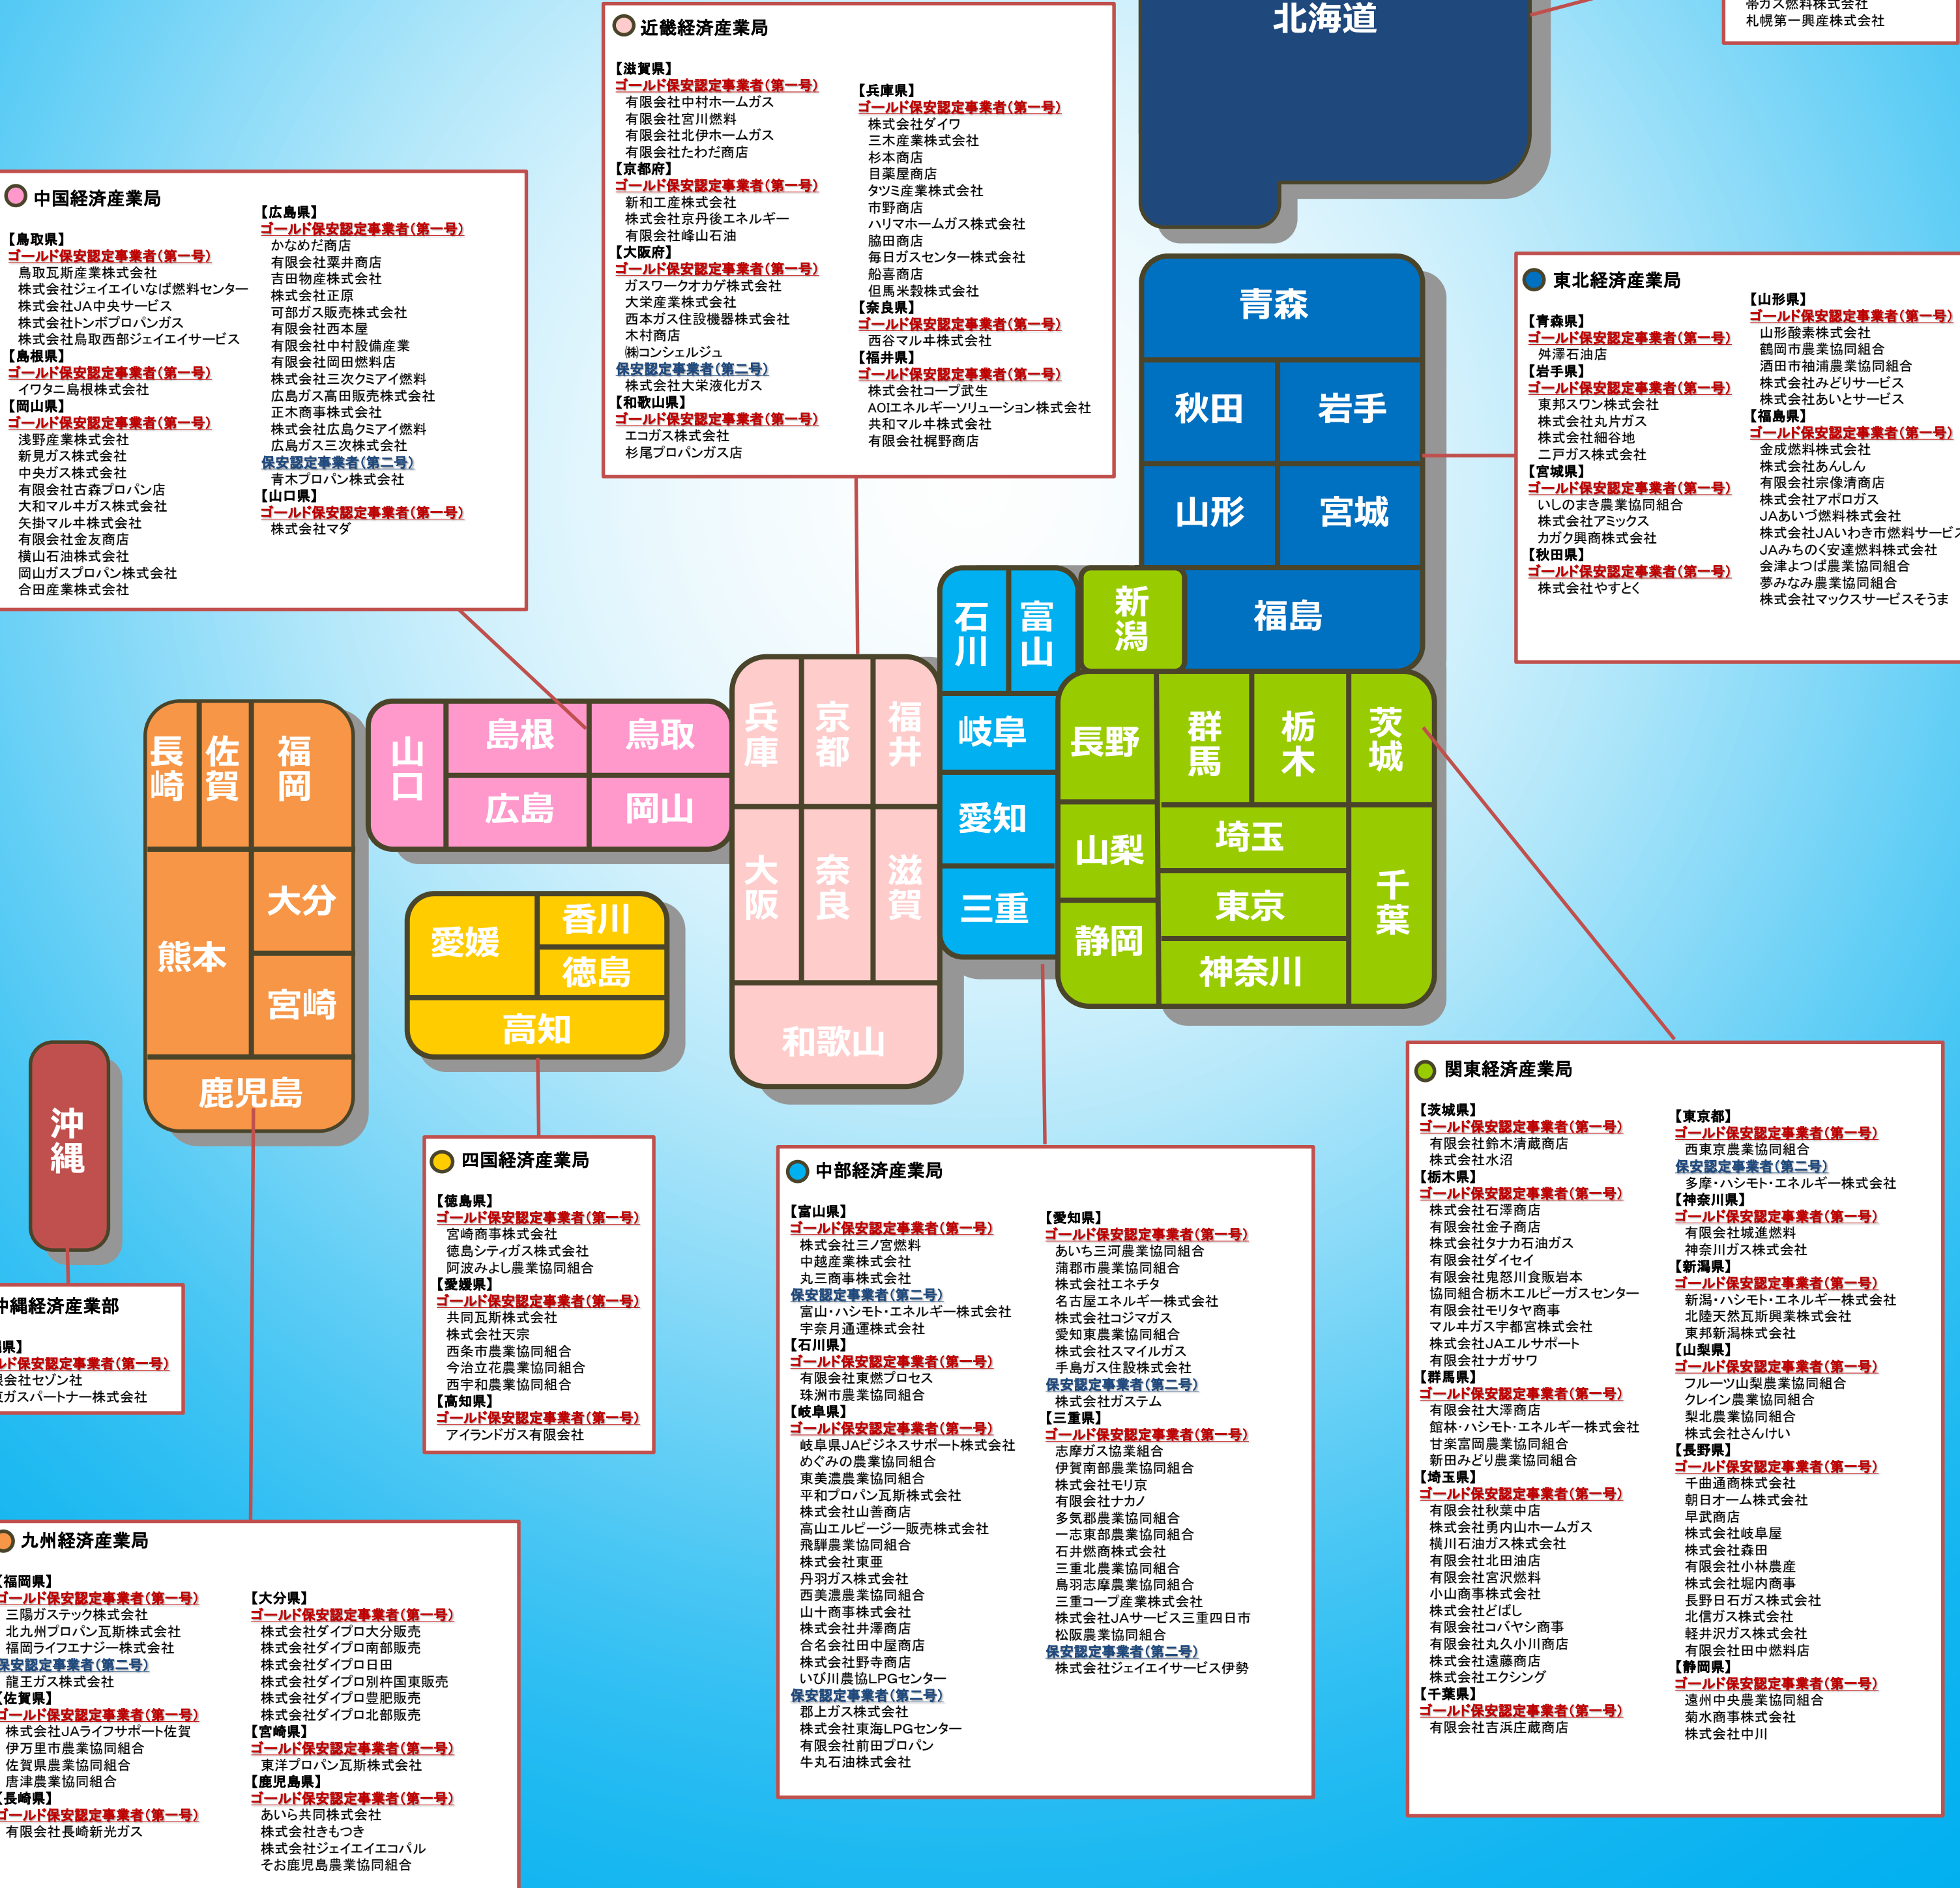 北海道
帯ガス燃料株式会社
札幌第一興産株式会社
近畿経済産業局
【滋賀県】
ゴールド保安認定事業者(第一号)
有限会社中村ホームガス
有限会社宮川燃料
有限会社北伊ホームガス
有限会社たわだ商店
【京都府】
ゴールド保安認定事業者(第一号)
新和工産株式会社
株式会社京丹後エネルギー
有限会社峰山石油
【大阪府】
ゴールド保安認定事業者(第一号)
ガスワークオカゲ株式会社
大栄産業株式会社
西本ガス住設機器株式会社
木村商店
㈱コンシェルジュ
保安認定事業者(第二号)
株式会社大栄液化ガス
【和歌山県】
ゴールド保安認定事業者(第一号)
エコガス株式会社
杉尾プロパンガス店
【兵庫県】
ゴールド保安認定事業者(第一号)
株式会社ダイワ
三木産業株式会社
杉本商店
目薬屋商店
タツミ産業株式会社
市野商店
ハリマホームガス株式会社
脇田商店
毎日ガスセンター株式会社
船喜商店
但馬米穀株式会社
【奈良県】
ゴールド保安認定事業者(第一号)
西谷マルヰ株式会社
【福井県】
ゴールド保安認定事業者(第一号)
株式会社コープ武生
AOIエネルギーソリューション株式会社
共和マルヰ株式会社
有限会社梶野商店
中国経済産業局
【鳥取県】
ゴールド保安認定事業者(第一号)
鳥取瓦斯産業株式会社
株式会社ジェイエイいなば燃料センター
株式会社JA中央サービス
株式会社トンボプロパンガス
株式会社鳥取西部ジェイエイサービス
【島根県】
ゴールド保安認定事業者(第一号)
イワタニ島根株式会社
【岡山県】
ゴールド保安認定事業者(第一号)
浅野産業株式会社
新見ガス株式会社
中央ガス株式会社
有限会社古森プロパン店
大和マルヰガス株式会社
矢掛マルヰ株式会社
有限会社金友商店
横山石油株式会社
岡山ガスプロパン株式会社
合田産業株式会社
【広島県】
ゴールド保安認定事業者(第一号)
かなめだ商店
有限会社粟井商店
吉田物産株式会社
株式会社正原
可部ガス販売株式会社
有限会社西本屋
有限会社中村設備産業
有限会社岡田燃料店
株式会社三次クミアイ燃料
広島ガス高田販売株式会社
正木商事株式会社
株式会社広島クミアイ燃料
広島ガス三次株式会社
保安認定事業者(第二号)
青木プロパン株式会社
【山口県】
ゴールド保安認定事業者(第一号)
株式会社マダ
東北経済産業局
【青森県】
ゴールド保安認定事業者(第一号)
舛澤石油店
【岩手県】
ゴールド保安認定事業者(第一号)
東邦スワン株式会社
株式会社丸片ガス
株式会社細谷地
二戸ガス株式会社
【宮城県】
ゴールド保安認定事業者(第一号)
いしのまき農業協同組合
株式会社アミックス
カガク興商株式会社
【秋田県】
ゴールド保安認定事業者(第一号)
株式会社やすとく
【山形県】
ゴールド保安認定事業者(第一号)
山形酸素株式会社
鶴岡市農業協同組合
酒田市袖浦農業協同組合
株式会社みどりサービス
株式会社あいとサービス
【福島県】
ゴールド保安認定事業者(第一号)
金成燃料株式会社
株式会社あんしん
有限会社宗像清商店
株式会社アポロガス
JAあいづ燃料株式会社
株式会社JAいわき市燃料サービス
JAみちのく安達燃料株式会社
会津よつば農業協同組合
夢みなみ農業協同組合
株式会社マックスサービスそうま
青森
秋田
岩手
山形
宮城
福島
新潟
石川
富山
岐阜
愛知
三重
長野
群馬
栃木
茨城
山梨
埼玉
東京
千葉
静岡
神奈川
兵庫
京都
福井
大阪
奈良
滋賀
和歌山
山口
島根
鳥取
広島
岡山
愛媛
香川
徳島
高知
長崎
佐賀
福岡
熊本
大分
宮崎
鹿児島
沖縄
沖縄経済産業部
縄県】
ールド保安認定事業者(第一号)
限会社セゾン社
ガスパートナー株式会社
四国経済産業局
【徳島県】
ゴールド保安認定事業者(第一号)
宮崎商事株式会社
徳島シティガス株式会社
阿波みよし農業協同組合
【愛媛県】
ゴールド保安認定事業者(第一号)
共同瓦斯株式会社
株式会社天宗
西条市農業協同組合
今治立花農業協同組合
西宇和農業協同組合
【高知県】
ゴールド保安認定事業者(第一号)
アイランドガス有限会社
中部経済産業局
【富山県】
ゴールド保安認定事業者(第一号)
株式会社三ノ宮燃料
中越産業株式会社
丸三商事株式会社
保安認定事業者(第二号)
富山・ハシモト・エネルギー株式会社
宇奈月通運株式会社
【石川県】
ゴールド保安認定事業者(第一号)
有限会社東燃プロセス
珠洲市農業協同組合
【岐阜県】
ゴールド保安認定事業者(第一号)
岐阜県JAビジネスサポート株式会社
めぐみの農業協同組合
東美濃農業協同組合
平和プロパン瓦斯株式会社
株式会社山善商店
高山エルピージー販売株式会社
飛騨農業協同組合
株式会社東亜
丹羽ガス株式会社
西美濃農業協同組合
山十商事株式会社
株式会社井澤商店
合名会社田中屋商店
株式会社野寺商店
いび川農協LPGセンター
保安認定事業者(第二号)
郡上ガス株式会社
株式会社東海LPGセンター
有限会社前田プロパン
牛丸石油株式会社
【愛知県】
ゴールド保安認定事業者(第一号)
あいち三河農業協同組合
蒲郡市農業協同組合
株式会社エネチタ
名古屋エネルギー株式会社
株式会社コジマガス
愛知東農業協同組合
株式会社スマイルガス
手島ガス住設株式会社
保安認定事業者(第二号)
株式会社ガステム
【三重県】
ゴールド保安認定事業者(第一号)
志摩ガス協業組合
伊賀南部農業協同組合
株式会社モリ京
有限会社ナカノ
多気郡農業協同組合
一志東部農業協同組合
石井燃商株式会社
三重北農業協同組合
鳥羽志摩農業協同組合
三重コープ産業株式会社
株式会社JAサービス三重四日市
松阪農業協同組合
保安認定事業者(第二号)
株式会社ジェイエイサービス伊勢
関東経済産業局
【茨城県】
ゴールド保安認定事業者(第一号)
有限会社鈴木清蔵商店
株式会社水沼
【栃木県】
ゴールド保安認定事業者(第一号)
株式会社石澤商店
有限会社金子商店
株式会社タナカ石油ガス
有限会社ダイセイ
有限会社鬼怒川食販岩本
協同組合栃木エルピーガスセンター
有限会社モリタヤ商事
マルヰガス宇都宮株式会社
株式会社JAエルサポート
有限会社ナガサワ
【群馬県】
ゴールド保安認定事業者(第一号)
有限会社大澤商店
館林・ハシモト・エネルギー株式会社
甘楽富岡農業協同組合
新田みどり農業協同組合
【埼玉県】
ゴールド保安認定事業者(第一号)
有限会社秋葉中店
株式会社勇内山ホームガス
横川石油ガス株式会社
有限会社北田油店
有限会社宮沢燃料
小山商事株式会社
株式会社どばし
有限会社コバヤシ商事
有限会社丸久小川商店
株式会社遠藤商店
株式会社エクシング
【千葉県】
ゴールド保安認定事業者(第一号)
有限会社吉浜庄蔵商店
【東京都】
ゴールド保安認定事業者(第一号)
西東京農業協同組合
保安認定事業者(第二号)
多摩・ハシモト・エネルギー株式会社
【神奈川県】
ゴールド保安認定事業者(第一号)
有限会社城進燃料
神奈川ガス株式会社
【新潟県】
ゴールド保安認定事業者(第一号)
新潟・ハシモト・エネルギー株式会社
北陸天然瓦斯興業株式会社
東邦新潟株式会社
【山梨県】
ゴールド保安認定事業者(第一号)
フルーツ山梨農業協同組合
クレイン農業協同組合
梨北農業協同組合
株式会社さんけい
【長野県】
ゴールド保安認定事業者(第一号)
千曲通商株式会社
朝日オーム株式会社
早武商店
株式会社岐阜屋
株式会社森田
有限会社小林農産
株式会社堀内商事
長野日石ガス株式会社
北信ガス株式会社
軽井沢ガス株式会社
有限会社田中燃料店
【静岡県】
ゴールド保安認定事業者(第一号)
遠州中央農業協同組合
菊水商事株式会社
株式会社中川
九州経済産業局
【福岡県】
ゴールド保安認定事業者(第一号)
三陽ガステック株式会社
北九州プロパン瓦斯株式会社
福岡ライフエナジー株式会社
保安認定事業者(第二号)
龍王ガス株式会社
【佐賀県】
ゴールド保安認定事業者(第一号)
株式会社JAライフサポート佐賀
伊万里市農業協同組合
佐賀県農業協同組合
唐津農業協同組合
【長崎県】
ゴールド保安認定事業者(第一号)
有限会社長崎新光ガス
【大分県】
ゴールド保安認定事業者(第一号)
株式会社ダイプロ大分販売
株式会社ダイプロ南部販売
株式会社ダイプロ日田
株式会社ダイプロ別杵国東販売
株式会社ダイプロ豊肥販売
株式会社ダイプロ北部販売
【宮崎県】
ゴールド保安認定事業者(第一号)
東洋プロパン瓦斯株式会社
【鹿児島県】
ゴールド保安認定事業者(第一号)
あいら共同株式会社
株式会社きもつき
株式会社ジェイエイエコパル
そお鹿児島農業協同組合